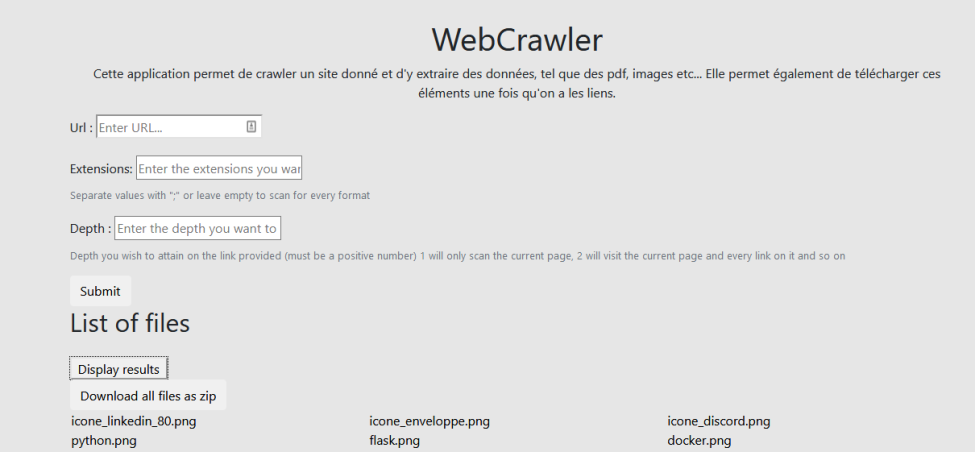 WebCrawler
Cette application permet de crawler un site donné et d'y extraire des données, tel que des pdf, images etc... Elle permet également de télécharger ces
éléments une fois qu'on a les liens.
Url : Enter URL...
Extensions: Enter the extensions you war
Separate values with ";" or leave empty to scan for every format
Depth : Enter the depth you want to
Depth you wish to attain on the link provided (must be a positive number) 1 will only scan the current page, 2 will visit the current page and every link on it and so on
Submit
List of files
Display results
Download all files as zip
icone_linkedin_80.png icone_enveloppe.png icone_discord.png
python.png flask.png docker.png